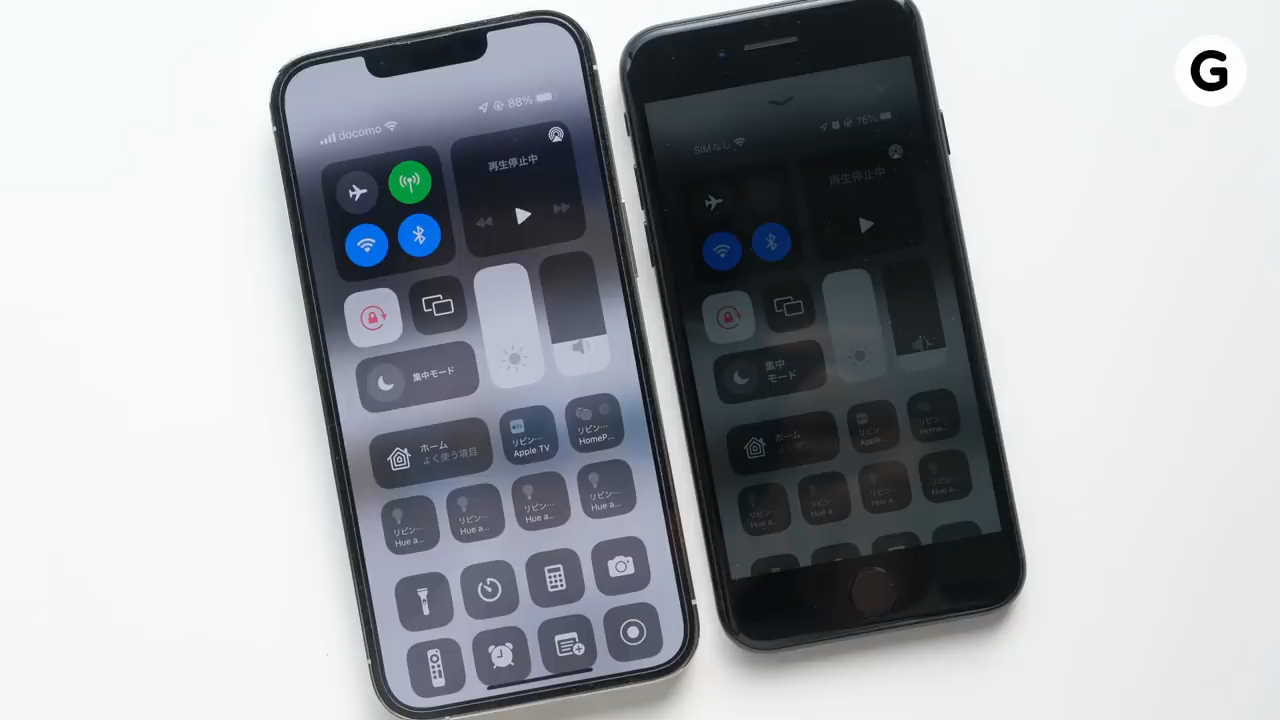 G
docomo
88%
再生停止中
集中モード
ホーム
よく使う項目
リビン…
Apple TV
リビン…
HomeP...
リビン…
Hue a...
リビン…
Hue a...
リビン…
Hue a...
リビン…
Hue a...
SIMなし
76%
再生停止中
集中
モード
ホーム
よく使…
リビン…
Apple...
リビン…
Home...
リビン…
Hue a...
リビン…
Hue a...
リビン…
Hue a...
リビン…
Hue a...